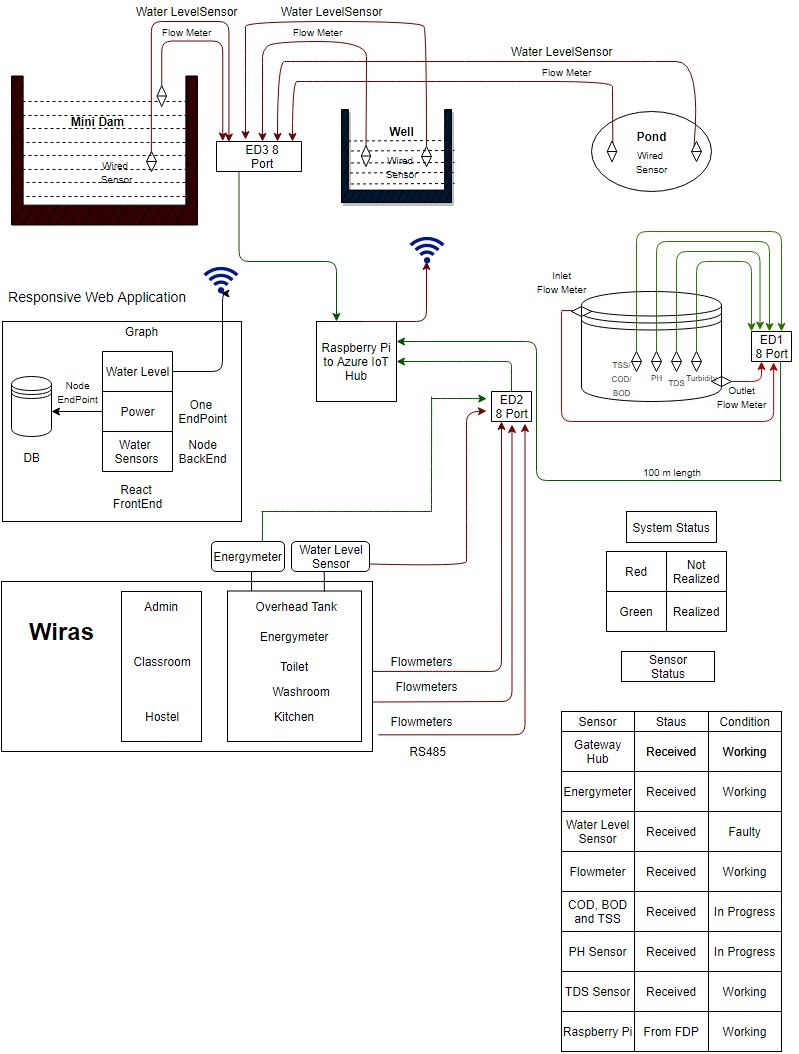 Water LevelSensor
Flow Meter
Water LevelSensor
Flow Meter
Water LevelSensor
Flow Meter
Mini Dam
Wired
Sensor
ED3 8
Port
Well
Wired
Sensor
Pond
Wired
Sensor
Inlet
Flow Meter
ED1
8 Port
TSS/
COD/
BOD
PH
TDS
Turbidity
Outlet
Flow Meter
100 m length
Responsive Web Application
Graph
Water Level
Power
Water
Sensors
Node
EndPoint
DB
One
EndPoint
Node
BackEnd
React
FrontEnd
Raspberry Pi
to Azure IoT
Hub
ED2
8 Port
Energymeter
Water Level
Sensor
Wiras
Admin
Classroom
Hostel
Overhead Tank
Energymeter
Toilet
Washroom
Kitchen
Flowmeters
Flowmeters
Flowmeters
RS485
System Status
Red Not
Realized
Green Realized
Sensor
Status
Sensor Staus Condition
Gateway
Hub Received Working
Energymeter Received Working
Water Level
Sensor Received Faulty
Flowmeter Received Working
COD, BOD
and TSS Received In Progress
PH Sensor Received In Progress
TDS Sensor Received Working
Raspberry Pi From FDP Working